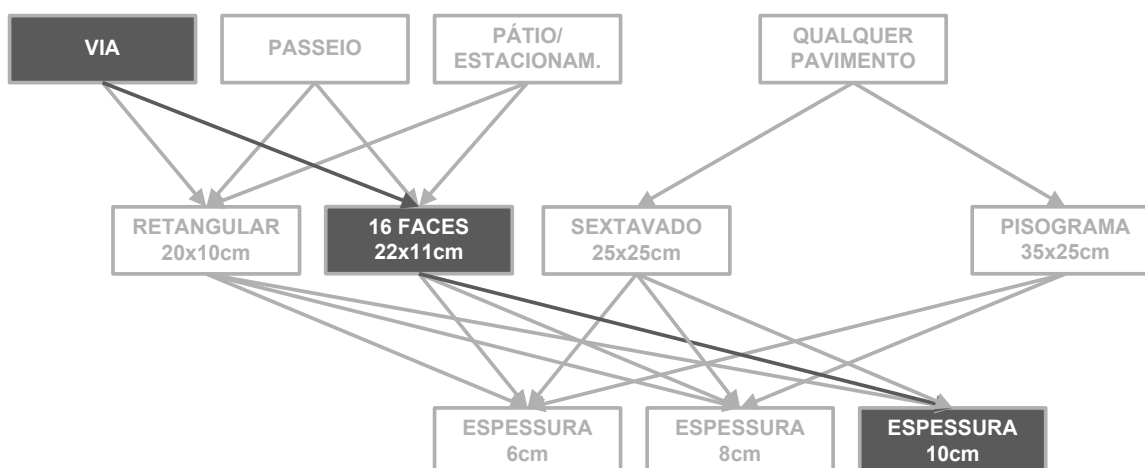 VIA
PASSEIO
PÁTIO/
ESTACIONAM.
QUALQUER
PAVIMENTO
RETANGULAR
20x10cm
16 FACES
22x11cm
SEXTAVADO
25x25cm
PISOGRAMA
35x25cm
ESPESSURA
6cm
ESPESSURA
8cm
ESPESSURA
10cm